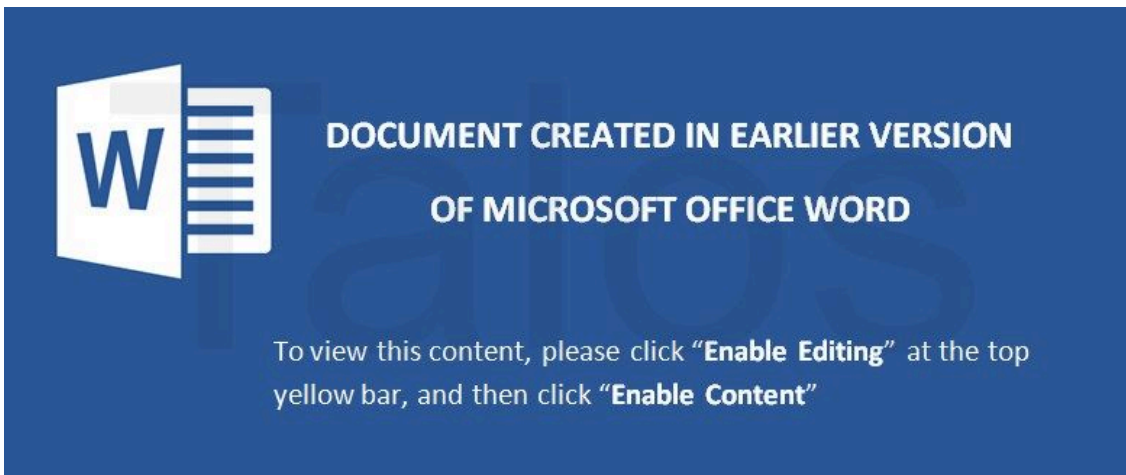 Talos
W
DOCUMENT CREATED IN EARLIER VERSION
OF MICROSOFT OFFICE WORD
To view this content, please click “Enable Editing” at the top
yellow bar, and then click “Enable Content”